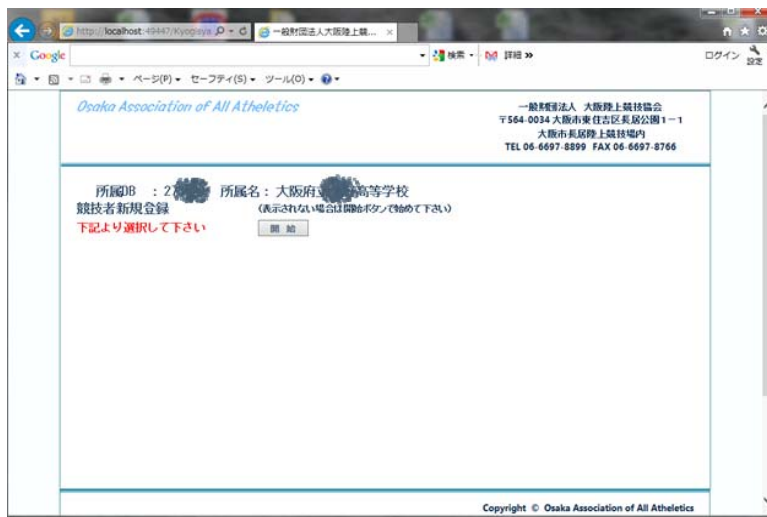 http://localhost:49447/Kyogisya
一般財団法人大阪陸上競...
Google
検索
詳細 »
ログイン
設定
ページ(P)
セーフティ(S)
ツール(O)
Osaka Association of All Atheletics
一般財団法人 大阪陸上競技協会
〒564-0034 大阪市東住吉区長居公園1-1
大阪市長居陸上競技場内
TEL 06-6697-8899 FAX 06-6697-8766
所属DB : 2 所属名 : 大阪府立 高等学校
競技者新規登録 (表示されない場合は開始ボタンで始めて下さい)
下記より選択して下さい 開 始
Copyright © Osaka Association of All Atheletics